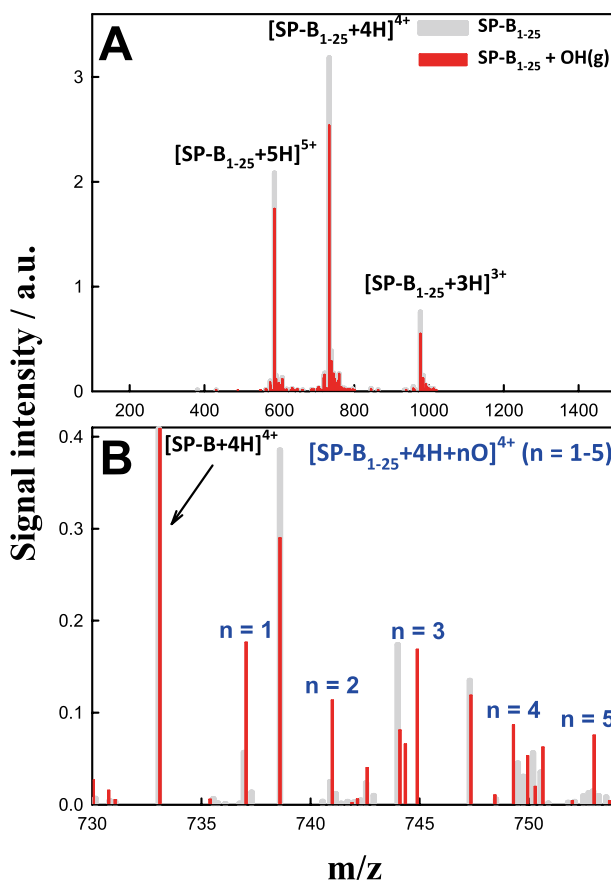 A
[SP-B1-25+4H]4+
SP-B1-25
SP-B1-25 + OH(g)
[SP-B1-25+5H]5+
[SP-B1-25+3H]3+
3
2
1
0
200 400 600 800 1000 1200 1400
Signal intensity / a.u.
B
[SP-B+4H]4+
[SP-B1-25+4H+nO]4+ (n = 1-5)
0.4
0.3
0.2
0.1
0.0
n = 1
n = 2
n = 3
n = 4
n = 5
730 735 740 745 750
m/z